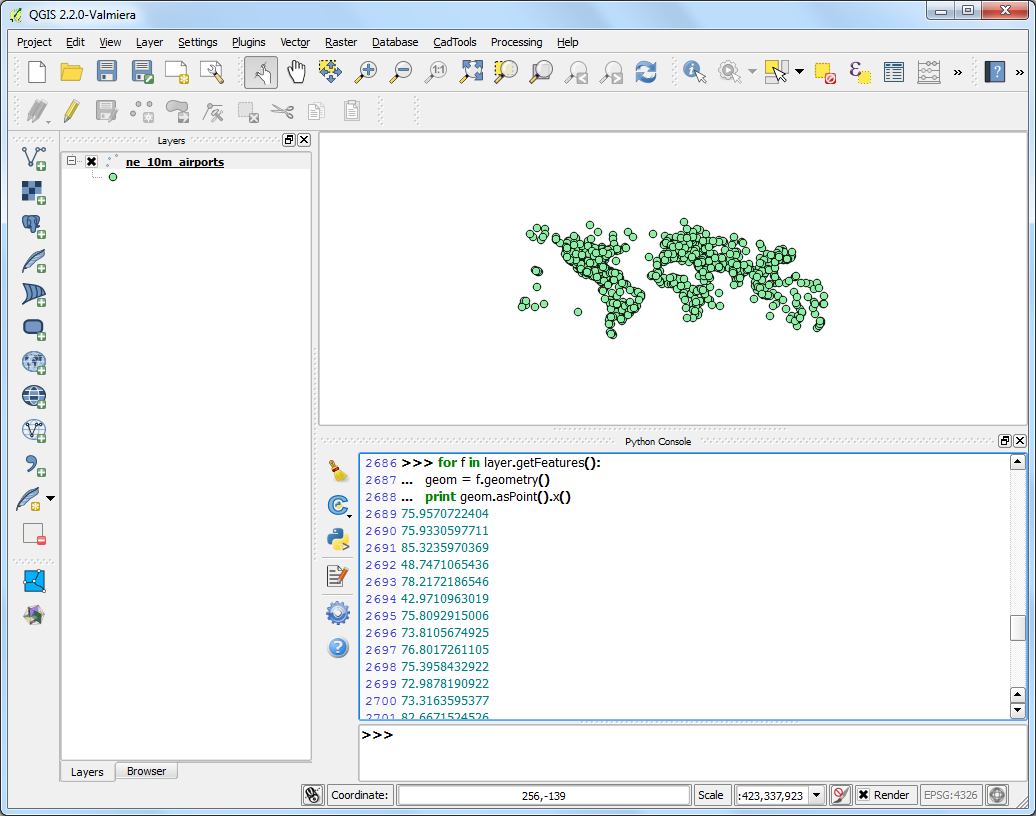 QGIS 2.2.0-Valmiera
Project Edit View Layer Settings Plugins Vector Raster Database CadTools Processing Help
1:1
Layers
ne_10m_airports
Python Console
2686 >>> for f in layer.getFeatures():
2687 ... geom = f.geometry()
2688 ... print geom.asPoint().x()
2689 75.9570722404
2690 75.9330597711
2691 85.3235970369
2692 48.7471065436
2693 78.2172186546
2694 42.9710963019
2695 75.8092915006
2696 73.8105674925
2697 76.8017261105
2698 75.3958432922
2699 72.9878190922
2700 73.3163595377
2701 82.6671524526
>>>
Layers Browser
Coordinate: 256,-139 Scale :423,337,923 Render EPSG:4326